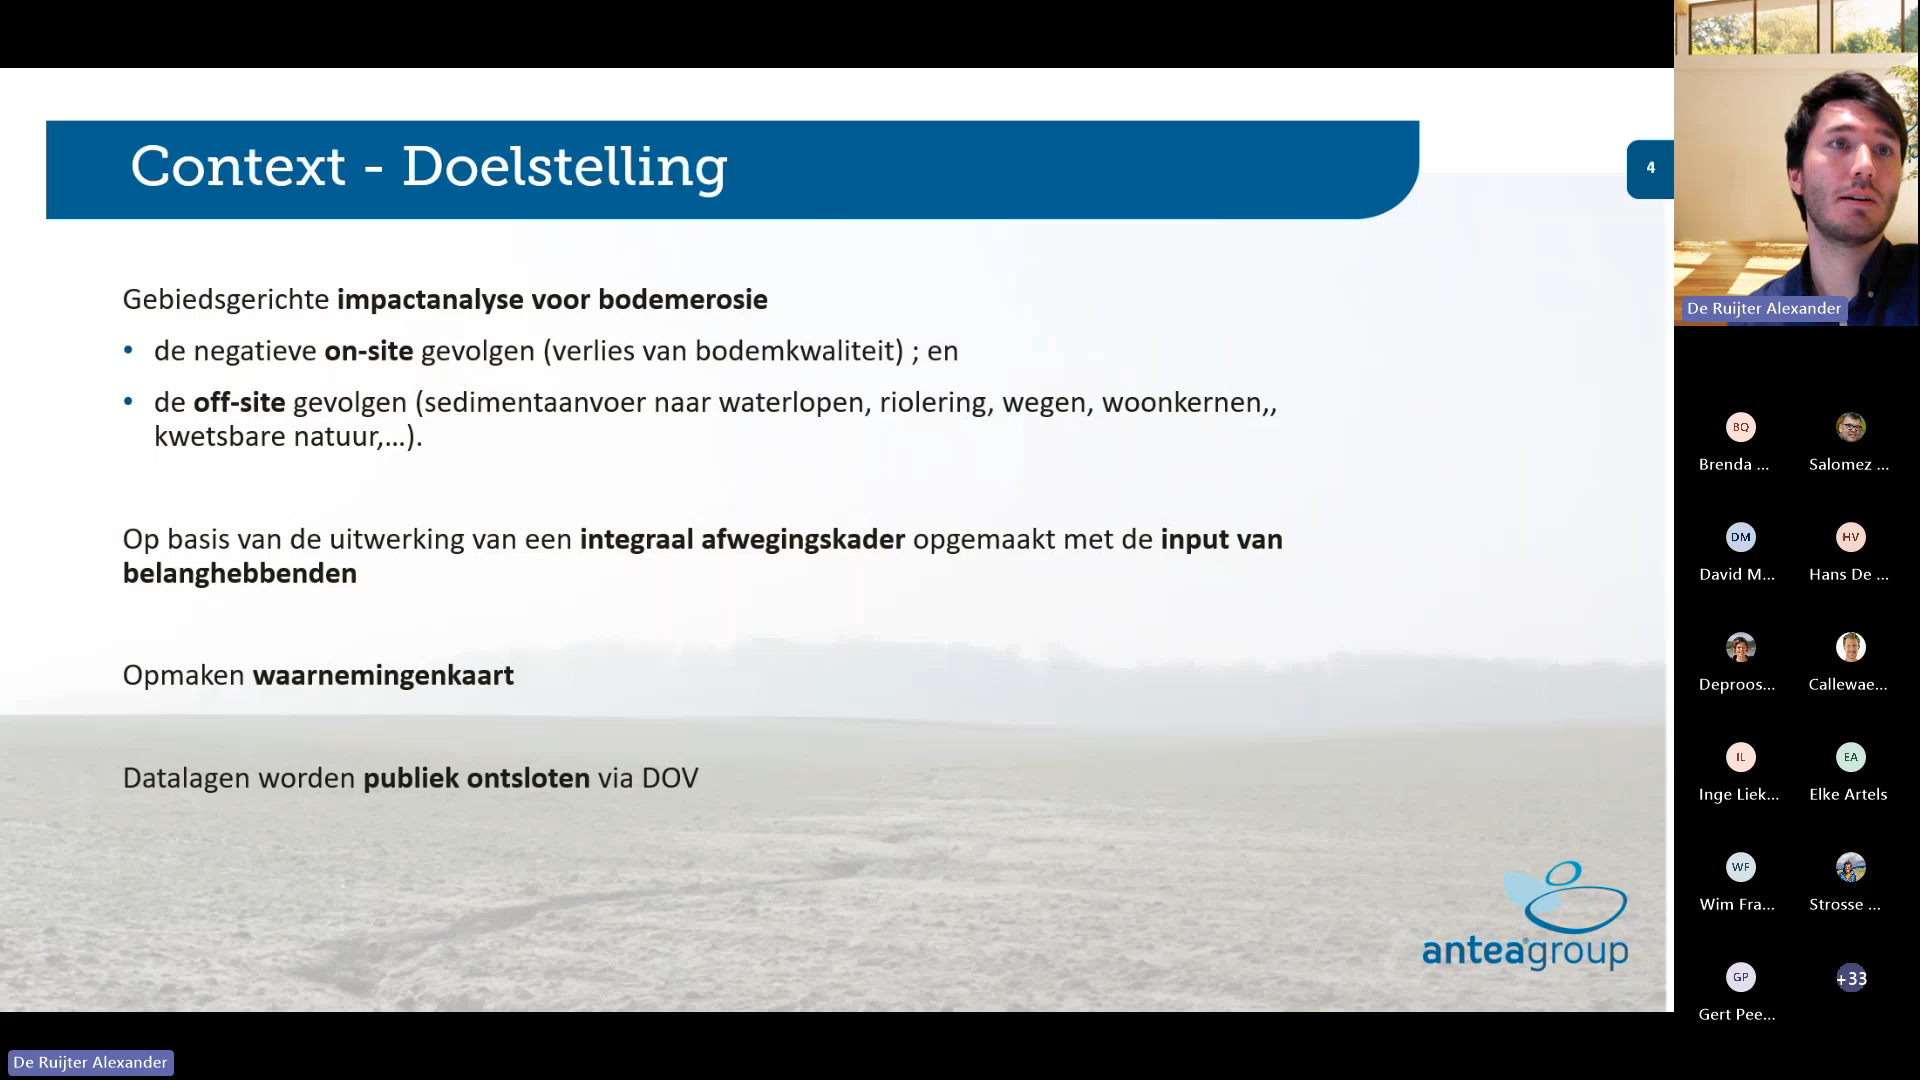 Context - Doelstelling
4
Gebiedsgerichte impactanalyse voor bodemerosie
• de negatieve on-site gevolgen (verlies van bodemkwaliteit) ; en
• de off-site gevolgen (sedimentaanvoer naar waterlopen, riolering, wegen, woonkernen,,
kwetsbare natuur,...).
Op basis van de uitwerking van een integraal afwegingskader opgemaakt met de input van
belanghebbenden
Opmaken waarnemingenkaart
Datalagen worden publiek ontsloten via DOV
anteagroup
De Ruijter Alexander
BQ
Brenda ...
Salomez ...
DM
David M...
HV
Hans De ...
Deproos...
Callewae...
IL
Inge Liek...
EA
Elke Artels
WF
Wim Fra...
Strosse ...
GP
Gert Pee...
+33
De Ruijter Alexander